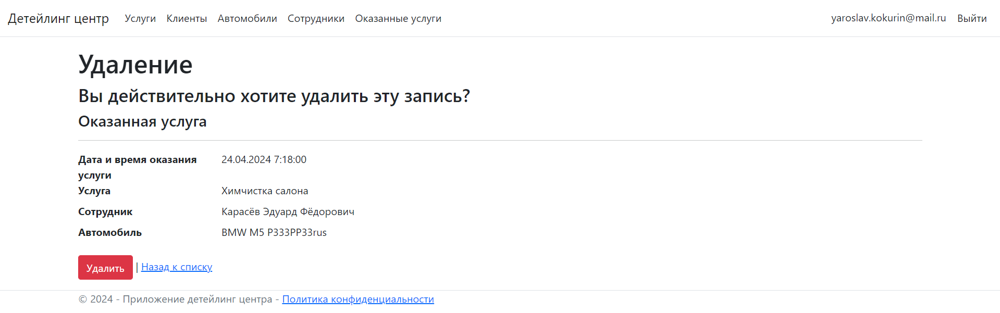 Детейлинг центр Услуги Клиенты Автомобили Сотрудники Оказанные услуги yaroslav.kokurin@mail.ru Выйти
Удаление
Вы действительно хотите удалить эту запись?
Оказанная услуга
Дата и время оказания услуги 24.04.2024 7:18:00
Услуга Химчистка салона
Сотрудник Карасёв Эдуард Фёдорович
Автомобиль BMW M5 Р333РР33rus
Удалить | Назад к списку
© 2024 - Приложение детейлинг центра - Политика конфиденциальности